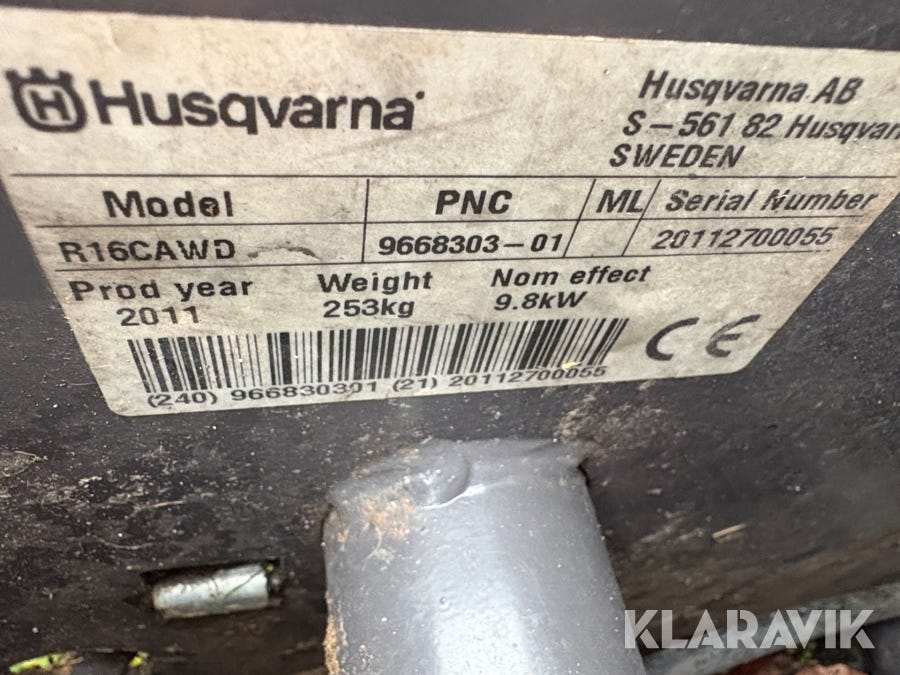 Husqvarna
Husqvarna AB
S-561 82 Husqvar
SWEDEN
Model PNC ML Serial Number
R16CAWD 9668303-01 20112700055
Prod year Weight Nom effect
2011 253kg 9.8kW
CE
(240) 966830301 (21) 20112700055
KLARAVIK